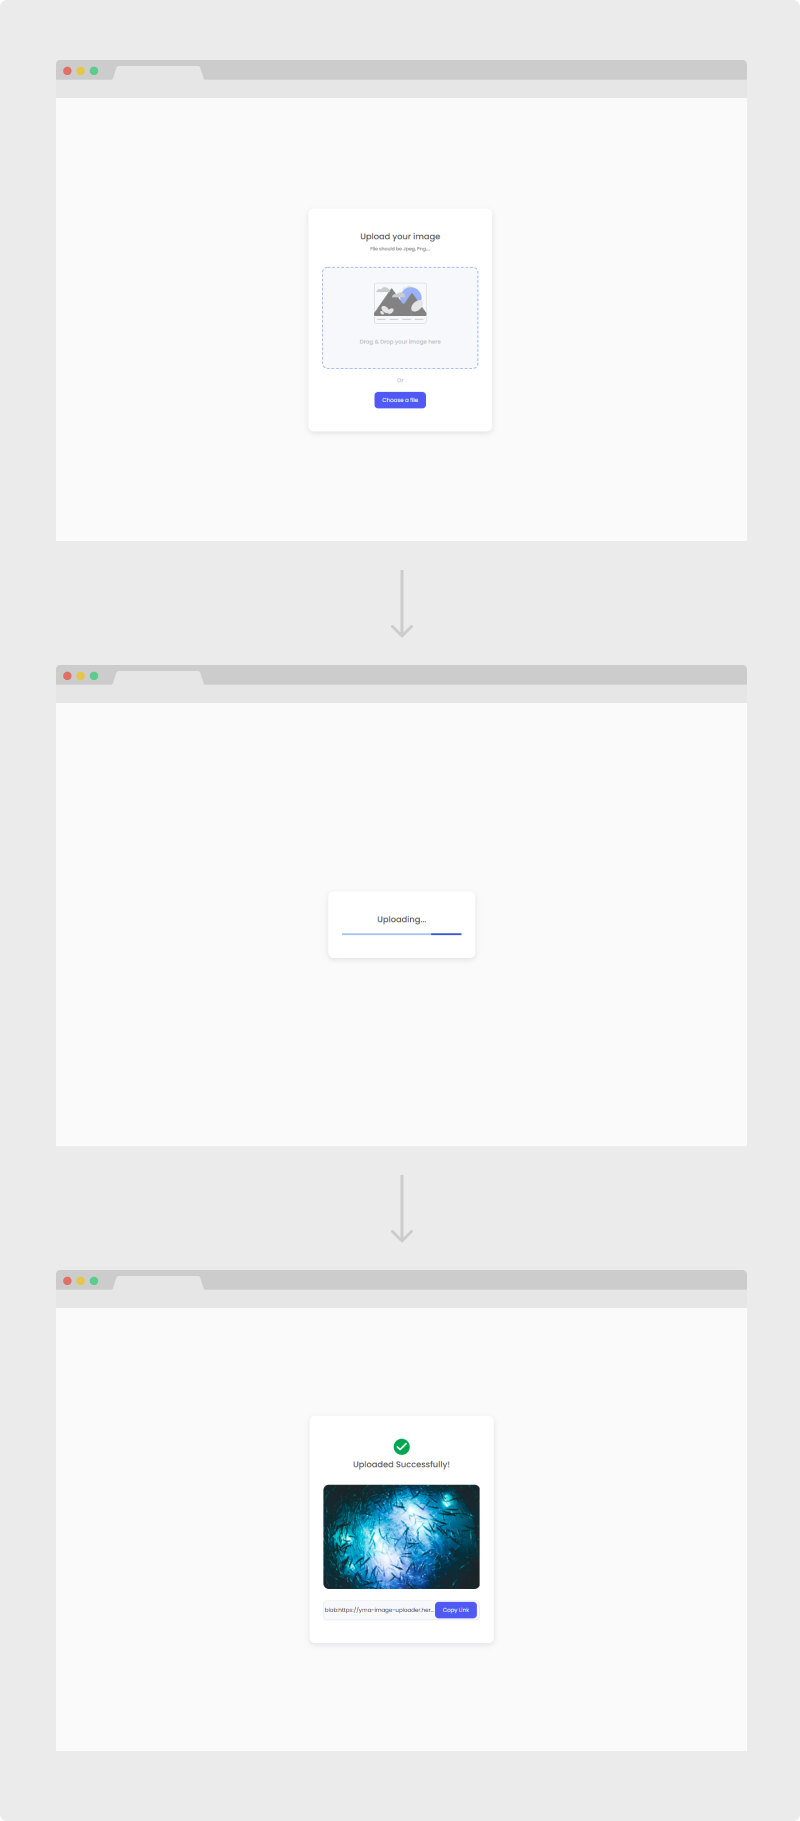 Upload your image
File should be Jpeg, Png,...
Drag & Drop your image here
Or
Choose a file
Uploading...
Uploaded Successfully!
blob:https://yma-image-uploader.her...
Copy Link